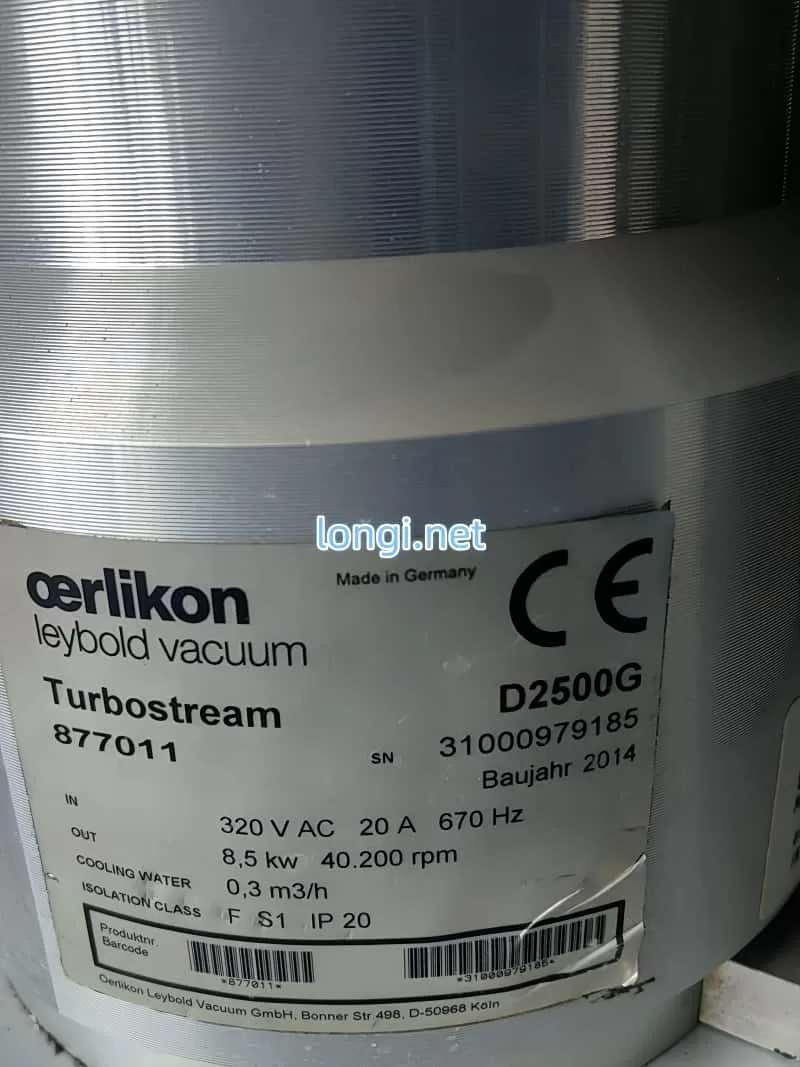 longi.net
œrlikon
leybold vacuum
Made in Germany
CE
Turbostream
D2500G
877011
SN 31000979185
Baujahr 2014
IN 320 V AC 20 A 670 Hz
OUT 8,5 kw 40.200 rpm
COOLING WATER 0,3 m3/h
ISOLATION CLASS F S1 IP 20
Produktnr.
Barcode
*877011*
*31000979185*
Oerlikon Leybold Vacuum GmbH, Bonner Str.498, D-50968 Köln